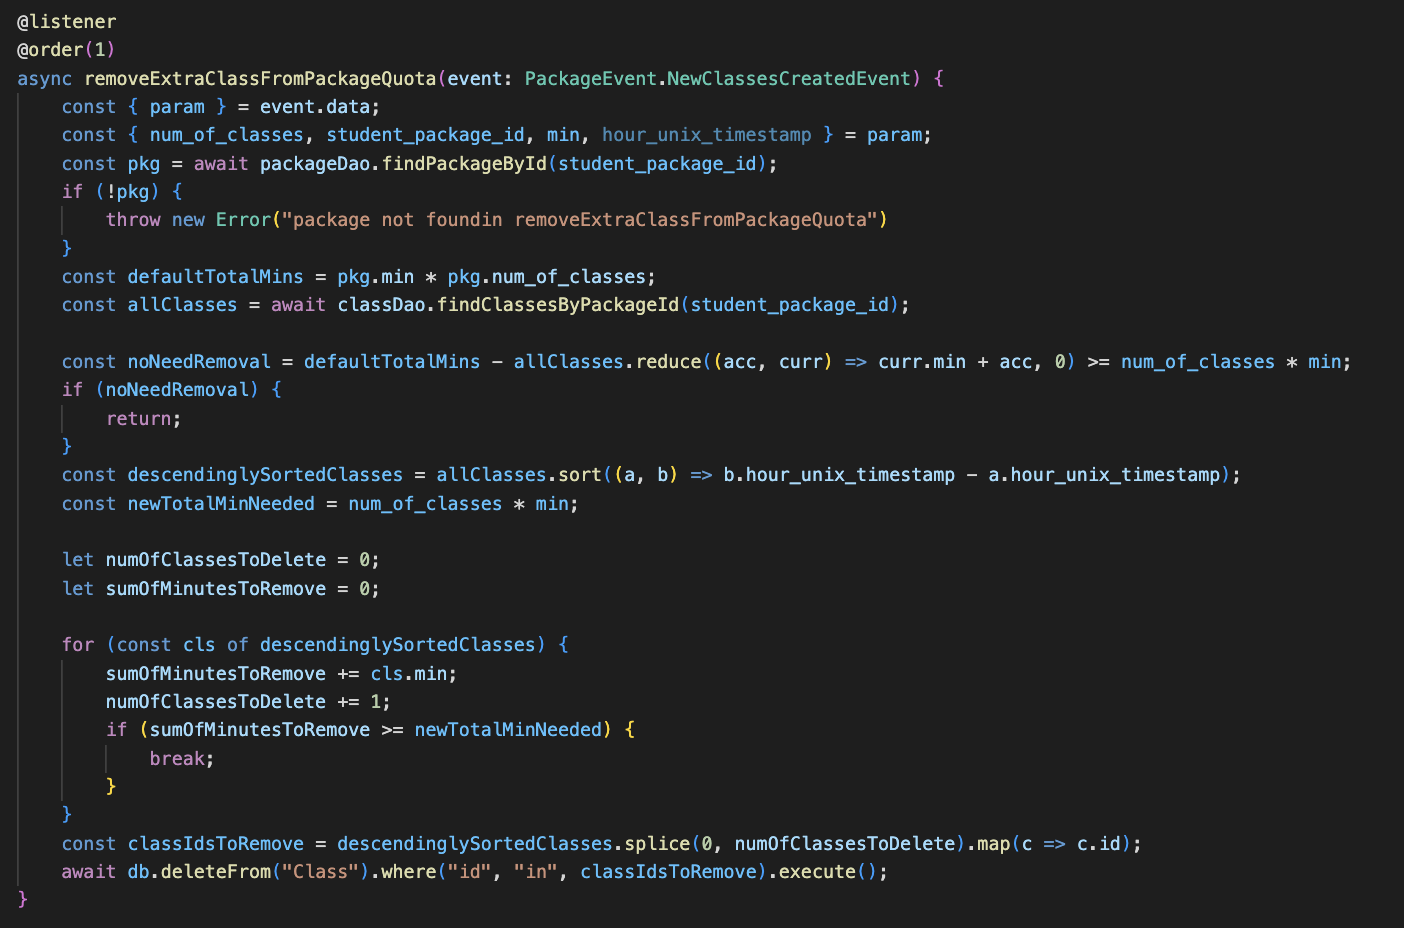 @listener
@order(1)
async removeExtraClassFromPackageQuota(event: PackageEvent.NewClassesCreatedEvent) {
    const { param } = event.data;
    const { num_of_classes, student_package_id, min, hour_unix_timestamp } = param;
    const pkg = await packageDao.findPackageById(student_package_id);
    if (!pkg) {
        throw new Error("package not foundin removeExtraClassFromPackageQuota")
    }
    const defaultTotalMins = pkg.min * pkg.num_of_classes;
    const allClasses = await classDao.findClassesByPackageId(student_package_id);

    const noNeedRemoval = defaultTotalMins - allClasses.reduce((acc, curr) => curr.min + acc, 0) >= num_of_classes * min;
    if (noNeedRemoval) {
        return;
    }
    const descendinglySortedClasses = allClasses.sort((a, b) => b.hour_unix_timestamp - a.hour_unix_timestamp);
    const newTotalMinNeeded = num_of_classes * min;

    let numOfClassesToDelete = 0;
    let sumOfMinutesToRemove = 0;

    for (const cls of descendinglySortedClasses) {
        sumOfMinutesToRemove += cls.min;
        numOfClassesToDelete += 1;
        if (sumOfMinutesToRemove >= newTotalMinNeeded) {
            break;
        }
    }
    const classIdsToRemove = descendinglySortedClasses.splice(0, numOfClassesToDelete).map(c => c.id);
    await db.deleteFrom("Class").where("id", "in", classIdsToRemove).execute();
}